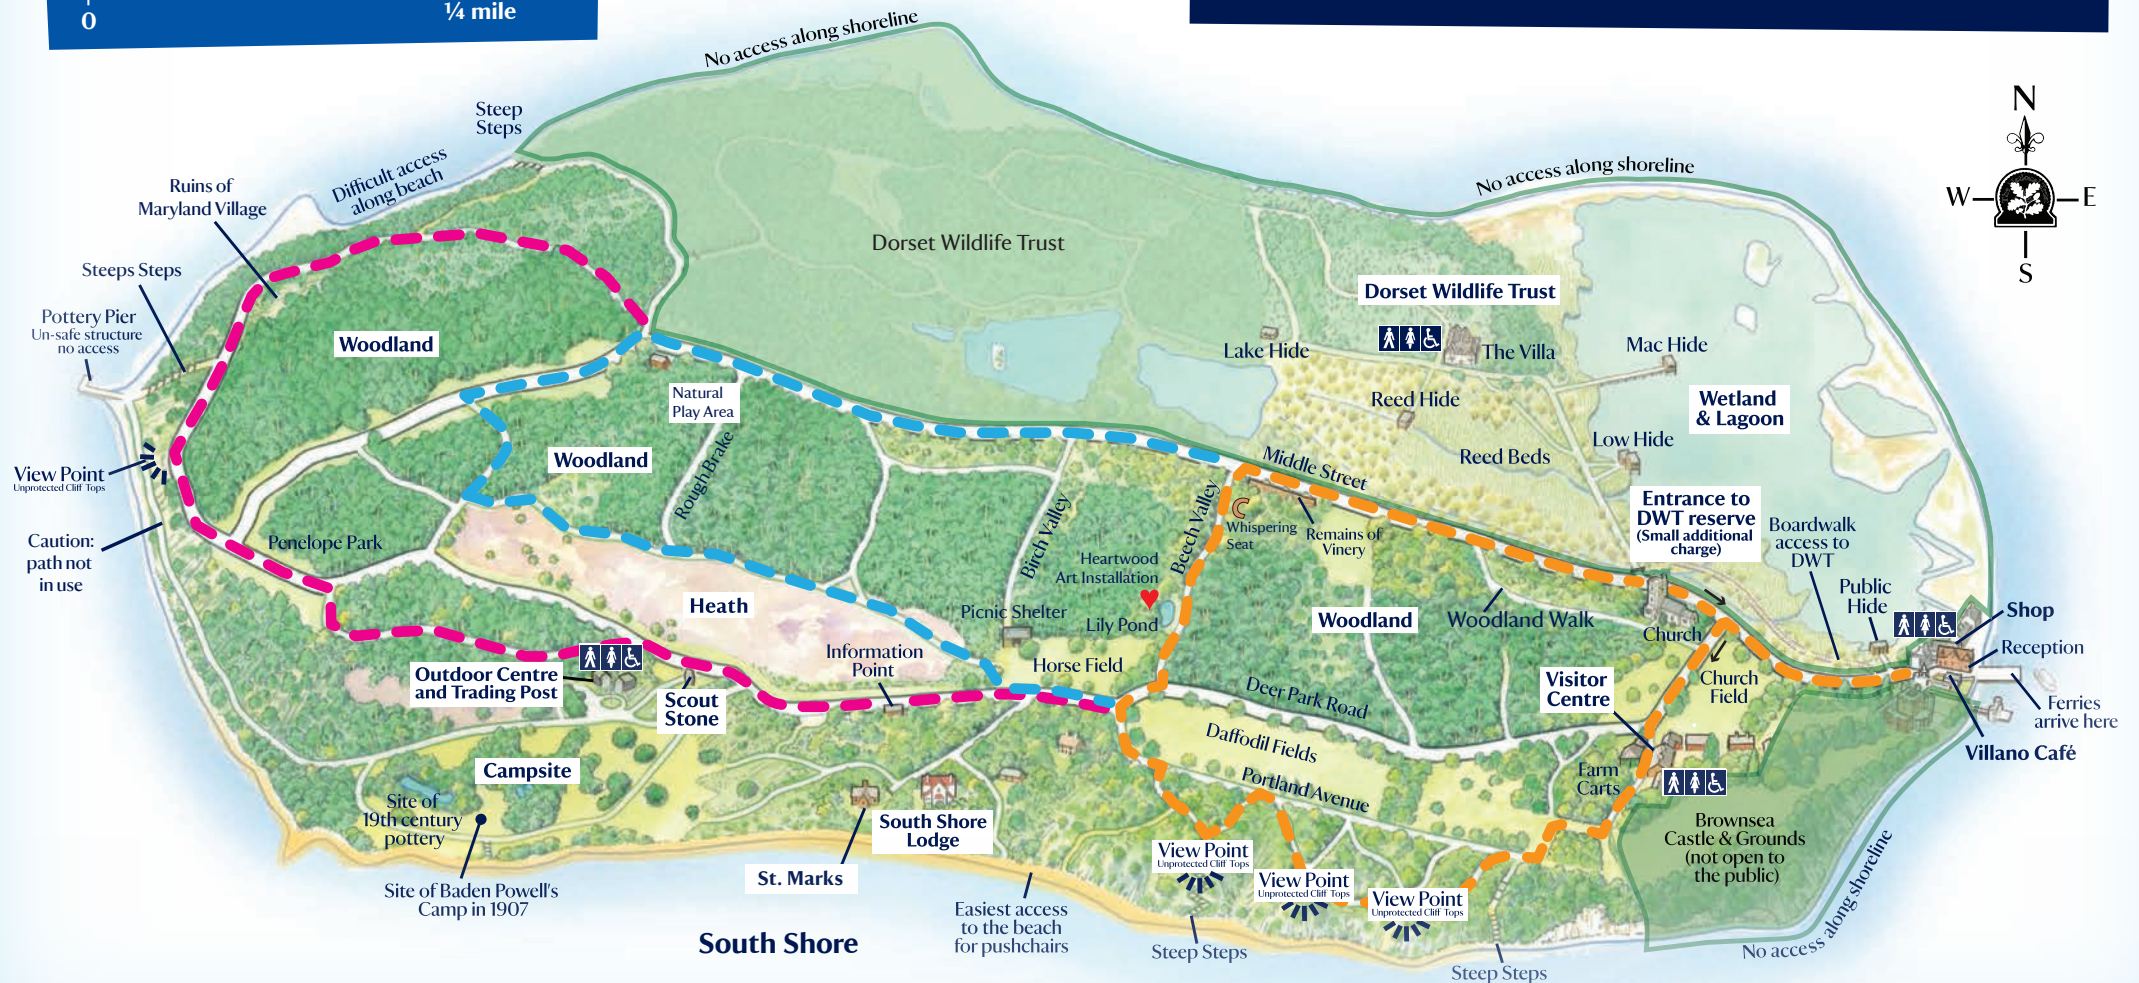 0
¼ mile
No access along shoreline
N
W
E
S
Steep
Steps
Difficult access
along beach
No access along shoreline
Ruins of
Maryland Village
Dorset Wildlife Trust
Steeps Steps
Dorset Wildlife Trust
Pottery Pier
Un-safe structure
no access
Woodland
Lake Hide
The Villa
Mac Hide
Natural
Play Area
Reed Hide
Wetland
& Lagoon
Low Hide
Reed Beds
Woodland
Rough Brake
Middle Street
View Point
Unprotected Cliff Tops
Birch Valley
Beech Valley
Whispering
Seat
Remains of
Vinery
Entrance to
DWT reserve
(Small additional
charge)
Boardwalk
access to
DWT
Caution:
path not
in use
Penelope Park
Heartwood
Art Installation
Public
Hide
Heath
Picnic Shelter
Lily Pond
Woodland
Woodland Walk
Church
Shop
Reception
Information
Point
Horse Field
Outdoor Centre
and Trading Post
Scout
Stone
Deer Park Road
Visitor
Centre
Church
Field
Ferries
arrive here
Daffodil Fields
Villano Café
Campsite
Portland Avenue
Farm
Carts
Site of
19th century
pottery
South Shore
Lodge
Brownsea
Castle & Grounds
(not open to
the public)
View Point
Unprotected Cliff Tops
View Point
Unprotected Cliff Tops
View Point
Unprotected Cliff Tops
St. Marks
Site of Baden Powell's
Camp in 1907
Easiest access
to the beach
for pushchairs
South Shore
Steep Steps
Steep Steps
No access along shoreline